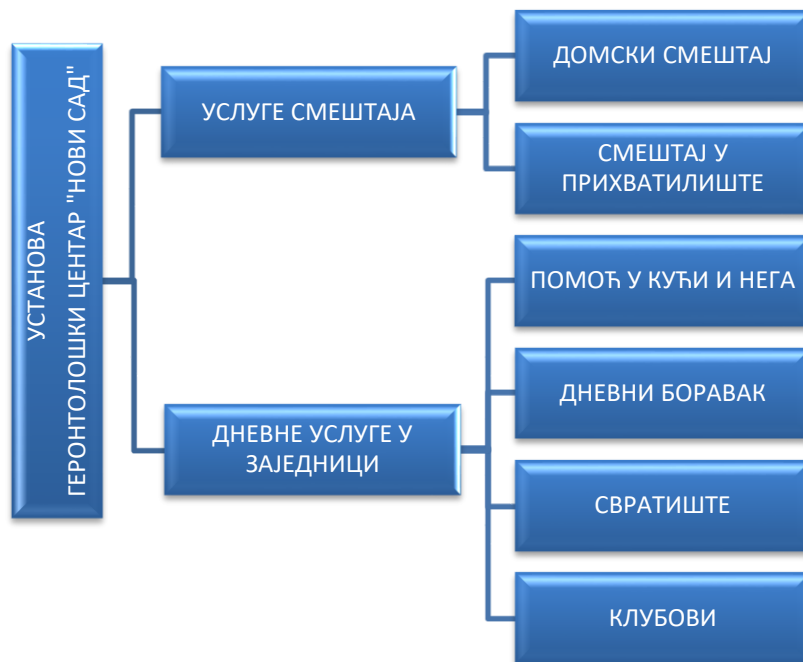 УСТАНОВА
ГЕРОНТОЛОШКИ ЦЕНТАР "НОВИ САД"
УСЛУГЕ СМЕШТАЈА
ДОМСКИ СМЕШТАЈ
СМЕШТАЈ У
ПРИХВАТИЛИШТЕ
ДНЕВНЕ УСЛУГЕ У
ЗАЈЕДНИЦИ
ПОМОЋ У КУЋИ И НЕГА
ДНЕВНИ БОРАВАК
СВРАТИШТЕ
КЛУБОВИ